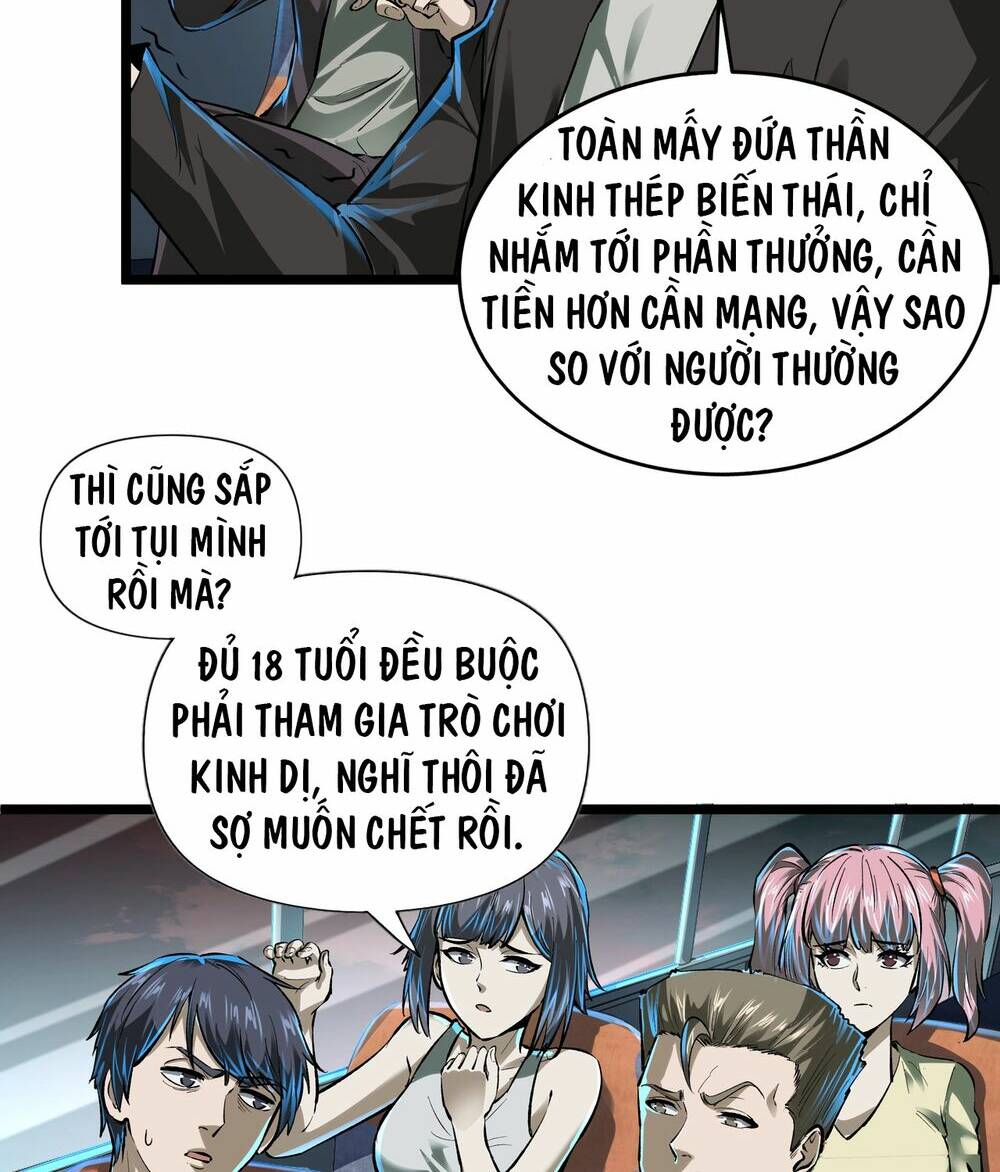 TOÀN MẤY ĐỨA THẦN
KINH THÉP BIẾN THÁI, CHỈ
NHẮM TỚI PHẦN THƯỞNG, CẦN
TIỀN HƠN CẦN MẠNG, VẬY SAO
SO VỚI NGƯỜI THƯỜNG
ĐƯỢC?
THÌ CŨNG SẮP
TỚI TỤI MÌNH
RỒI MÀ?
ĐỦ 18 TUỔI ĐỀU BUỘC
PHẢI THAM GIA TRÒ CHƠI
KINH DỊ, NGHĨ THÔI ĐÃ
SỢ MUỐN CHẾT RỒI.